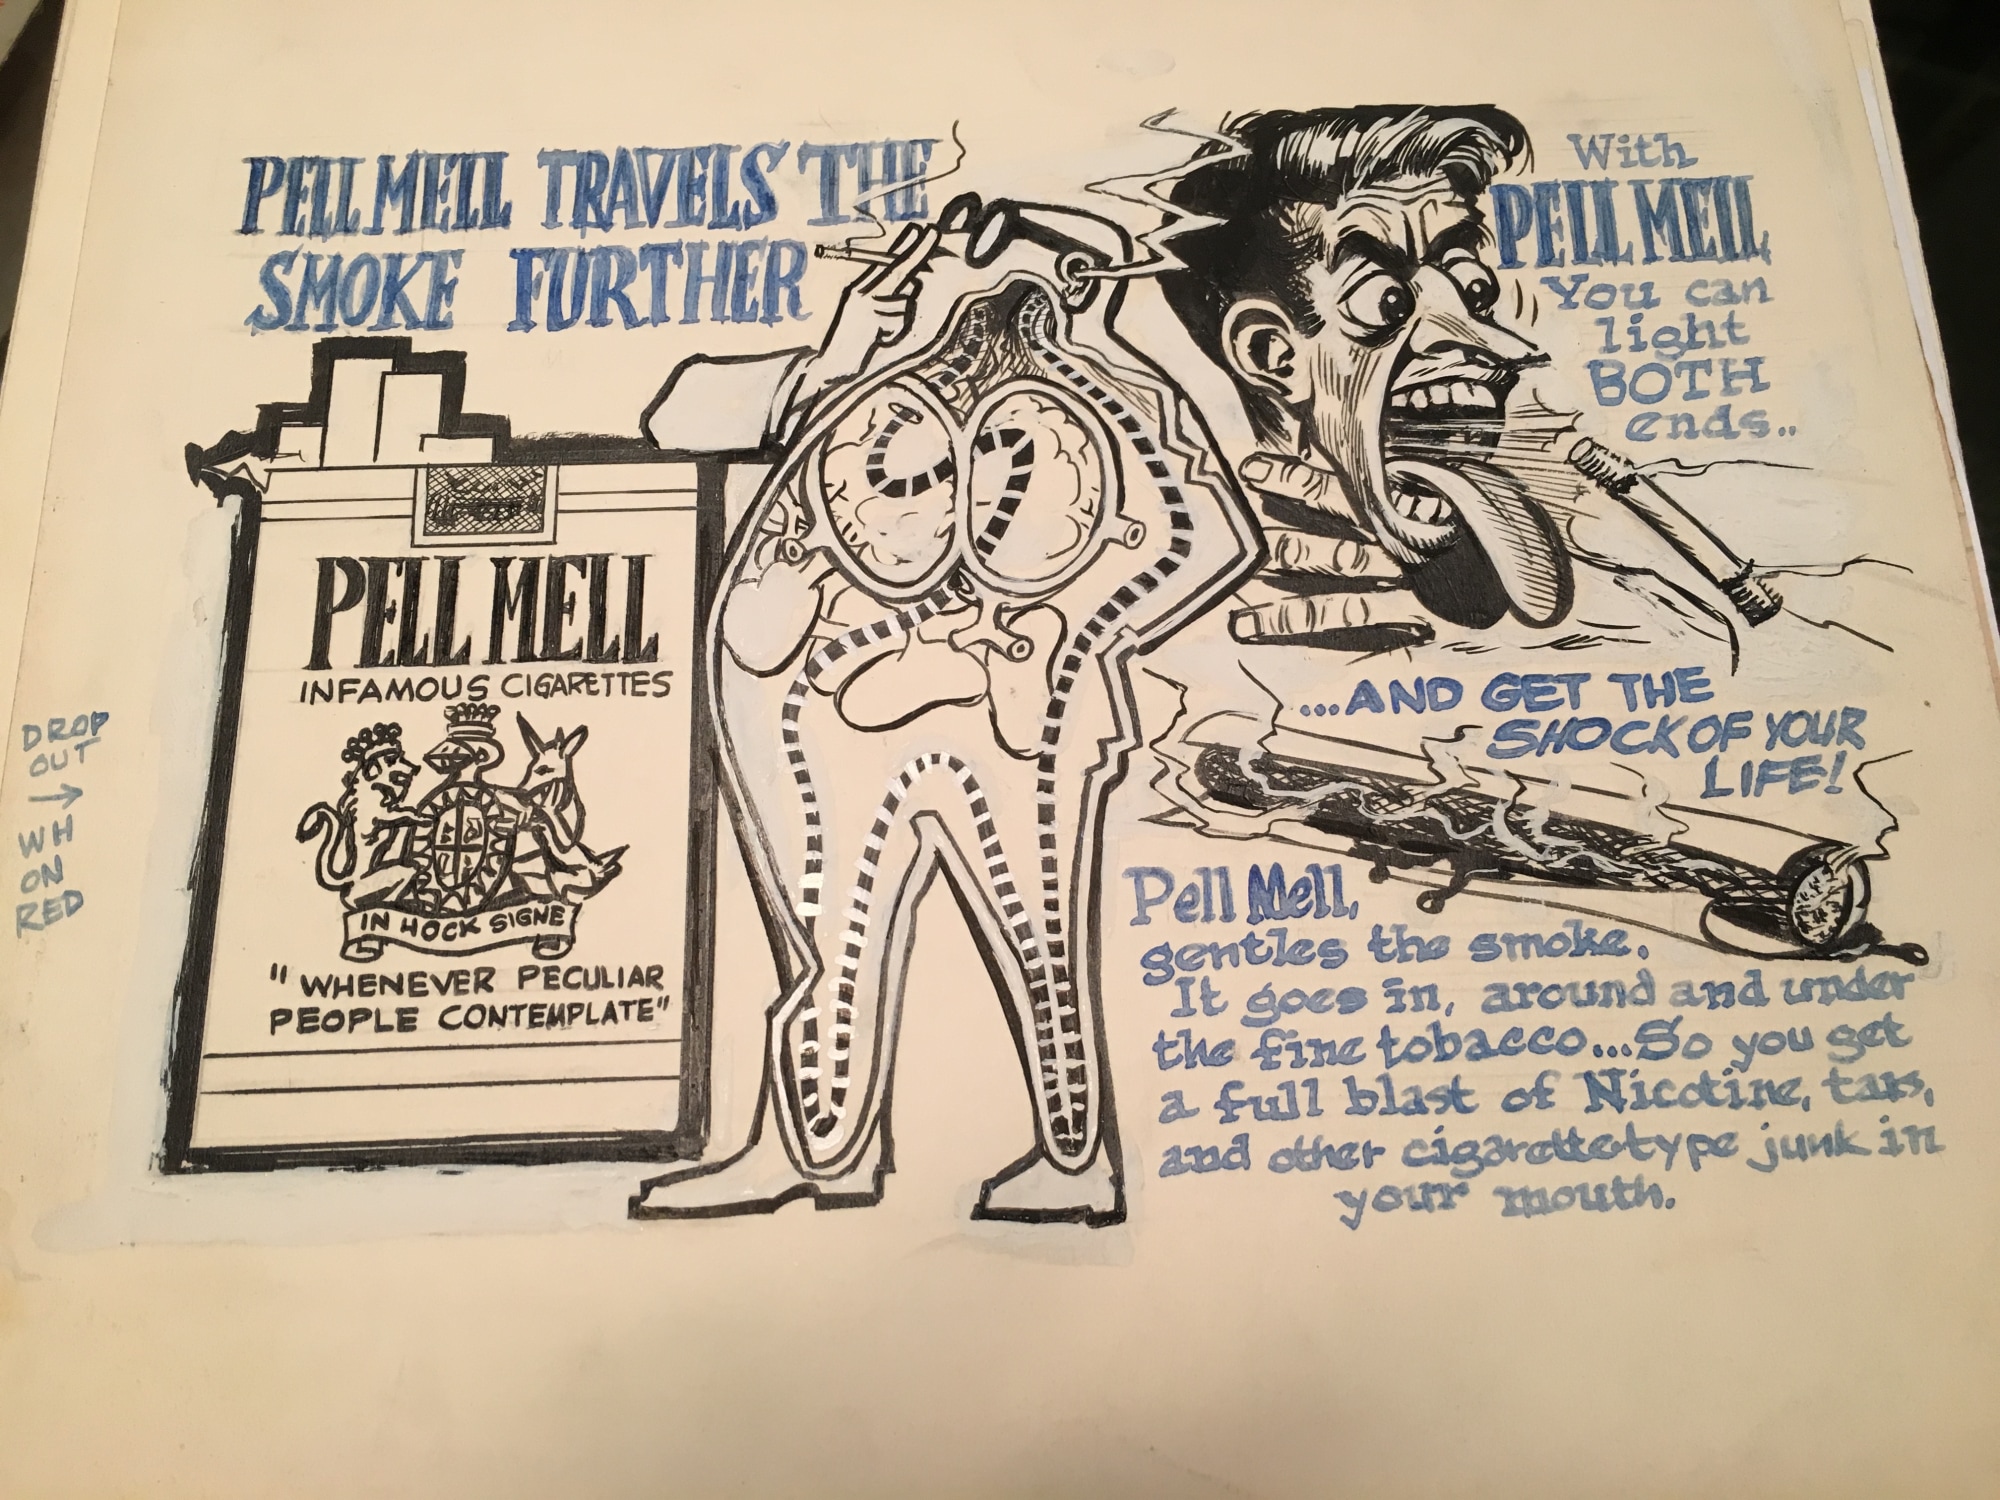 PELL MELL TRAVELS THE
SMOKE FURTHER
With
PELL MELL
You can
light
BOTH
ends..
PELL MELL
INFAMOUS CIGARETTES
IN HOCK SIGNE
"WHENEVER PECULIAR
PEOPLE CONTEMPLATE"
DROP
OUT
→
WH
ON
RED
...AND GET THE
SHOCK OF YOUR
LIFE!
Pell Mell,
gentles the smoke.
It goes in, around and under
the fine tobacco...So you get
a full blast of Nicotine, tars,
and other cigarette-type junk in
your mouth.